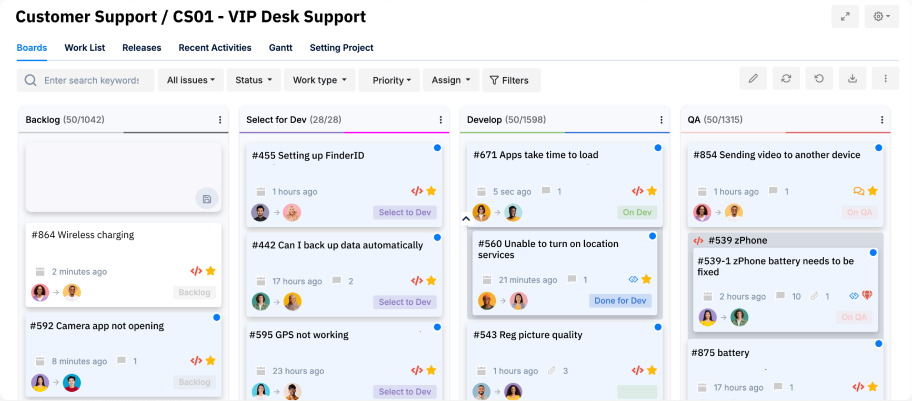 Customer Support / CS01 - VIP Desk Support
Boards
Work List
Releases
Recent Activities
Gantt
Setting Project
Enter search keywords
All issues
Status
Work type
Priority
Assign
Filters
Backlog (50/1042)
#864 Wireless charging
2 minutes ago
Backlog
#592 Camera app not opening
8 minutes ago
1
Backlog
Select for Dev (28/28)
#455 Setting up FinderID
1 hours ago
Select to Dev
#442 Can I back up data automatically
17 hours ago
2
Select to Dev
#595 GPS not working
23 hours ago
Select to Dev
Develop (50/1598)
#671 Apps take time to load
5 sec ago
1
On Dev
#560 Unable to turn on location
services
21 minutes ago
1
Done for Dev
#543 Reg picture quality
1 hours ago
3
QA (50/1315)
#854 Sending video to another device
1 hours ago
1
On QA
#539 zPhone
#539-1 zPhone battery needs to be
fixed
2 hours ago
10
1
On QA
#875 battery
17 hours ago
1